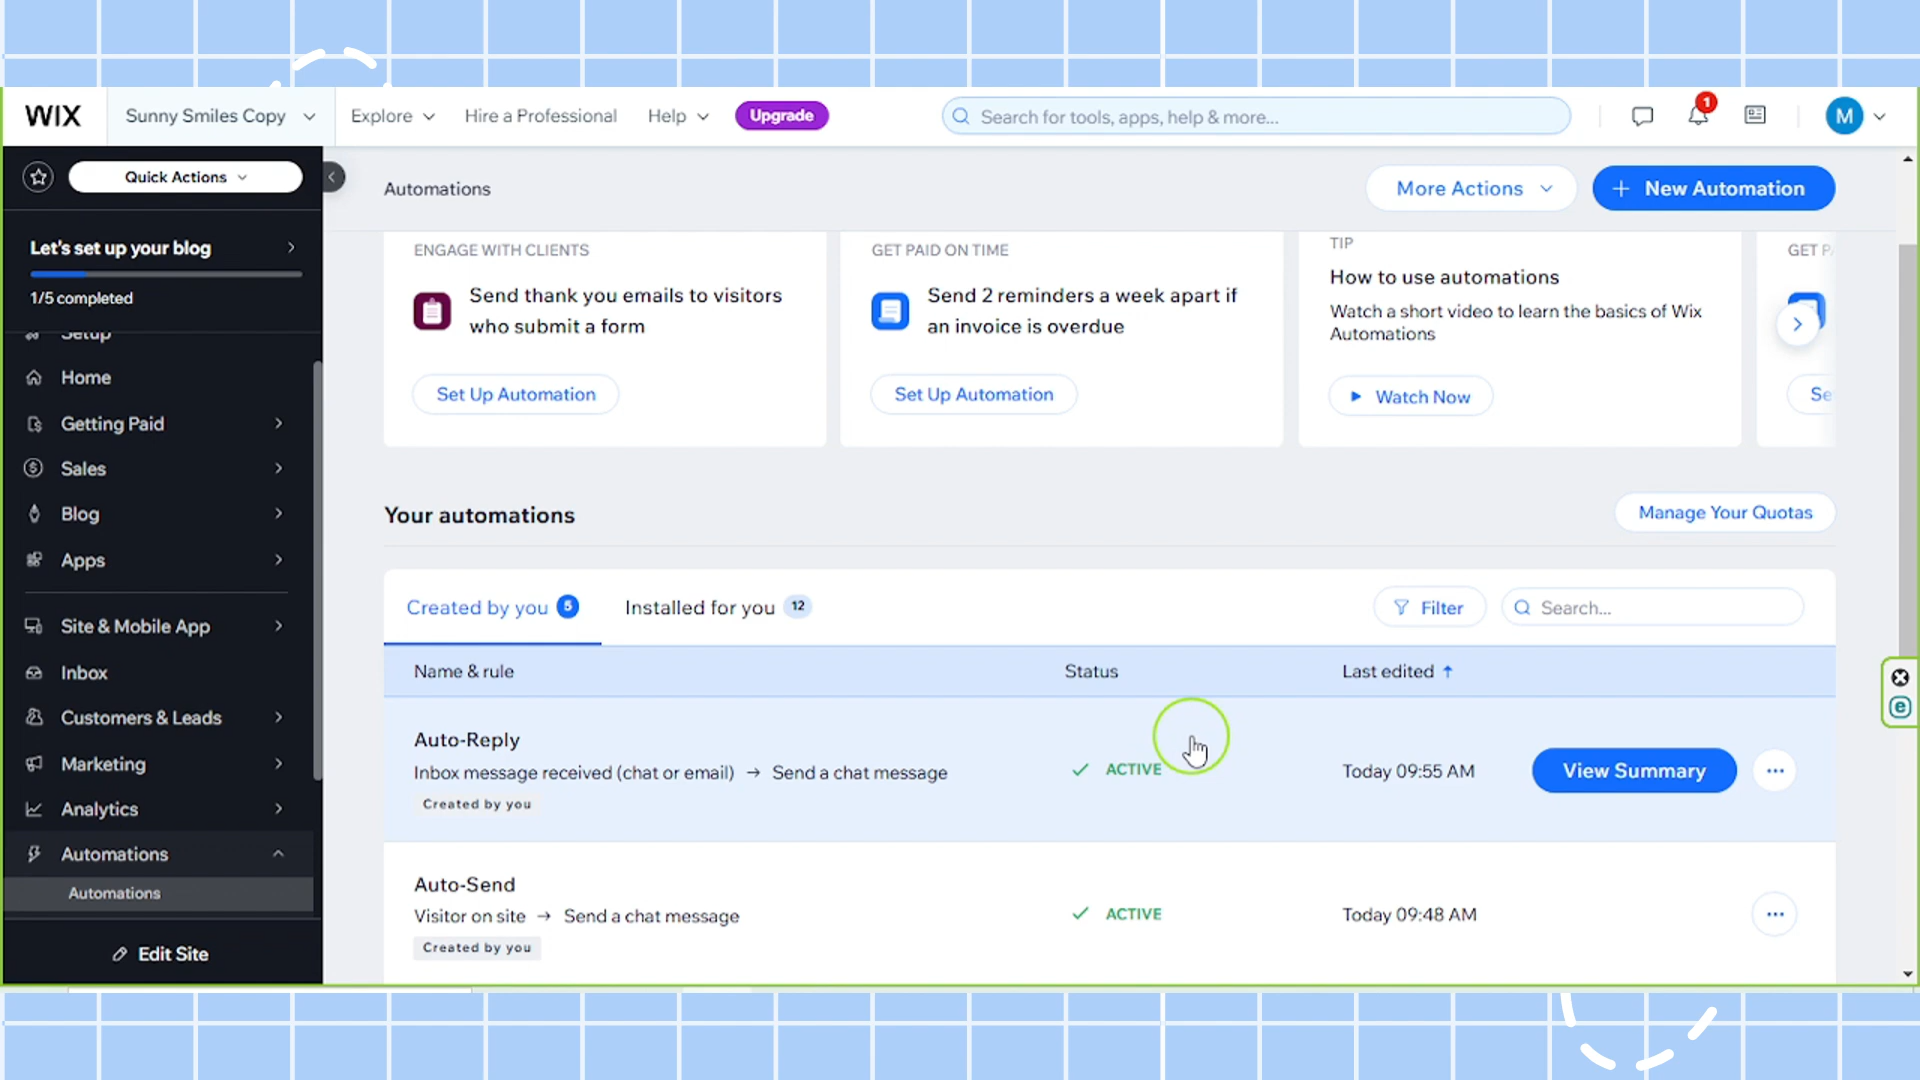 WIX
Sunny Smiles Copy
Explore
Hire a Professional
Help
Upgrade
Search for tools, apps, help & more...
1
M
Quick Actions
Let's set up your blog
1/5 completed
Setup
Home
Getting Paid
Sales
Blog
Apps
Site & Mobile App
Inbox
Customers & Leads
Marketing
Analytics
Automations
Automations
Edit Site
Automations
More Actions
+ New Automation
ENGAGE WITH CLIENTS
Send thank you emails to visitors
who submit a form
Set Up Automation
GET PAID ON TIME
Send 2 reminders a week apart if
an invoice is overdue
Set Up Automation
TIP
How to use automations
Watch a short video to learn the basics of Wix
Automations
Watch Now
GET P
Se
Your automations
Manage Your Quotas
Created by you 5
Installed for you 12
Filter
Search...
Name & rule
Status
Last edited ↑
Auto-Reply
Inbox message received (chat or email) → Send a chat message
Created by you
ACTIVE
Today 09:55 AM
View Summary
Auto-Send
Visitor on site → Send a chat message
Created by you
ACTIVE
Today 09:48 AM